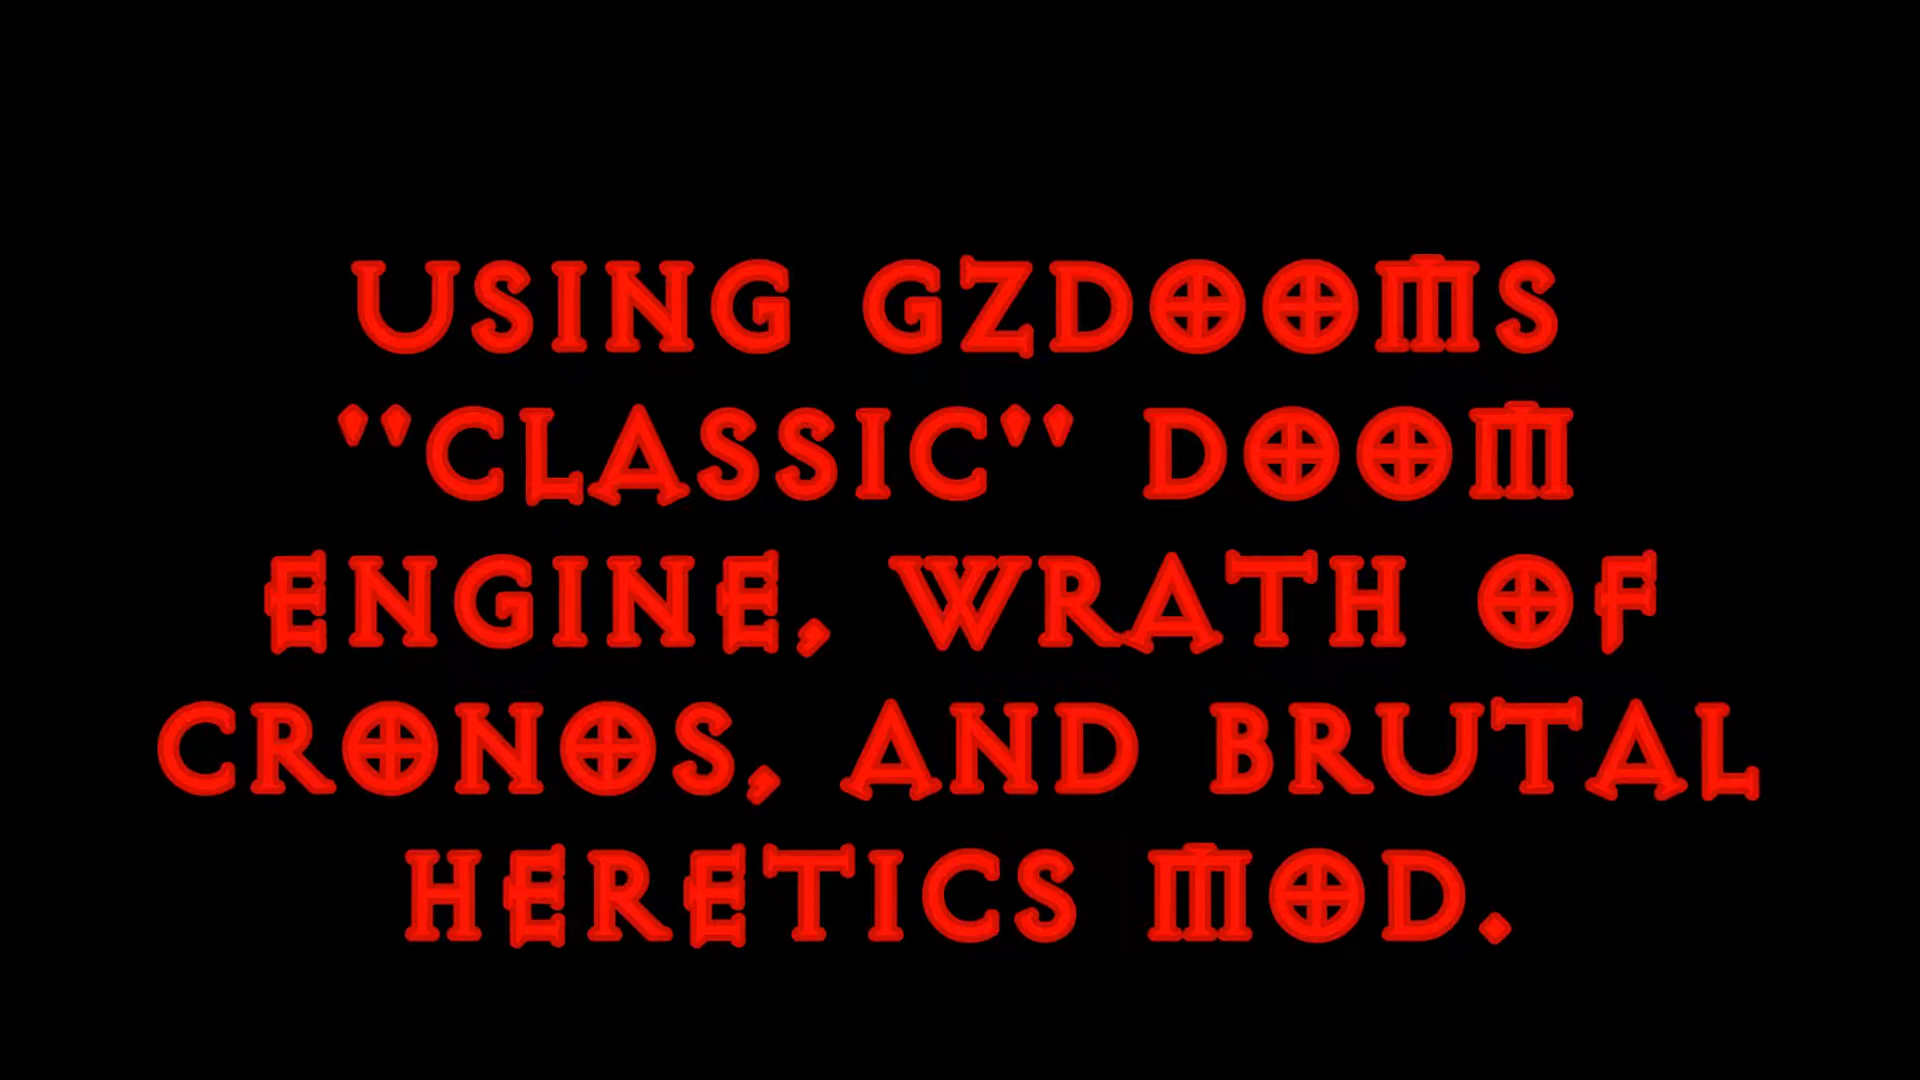 USING GZDOOMS
"CLASSIC" DOOM
ENGINE, WRATH OF
CRONOS, AND BRUTAL
HERETICS MOD.